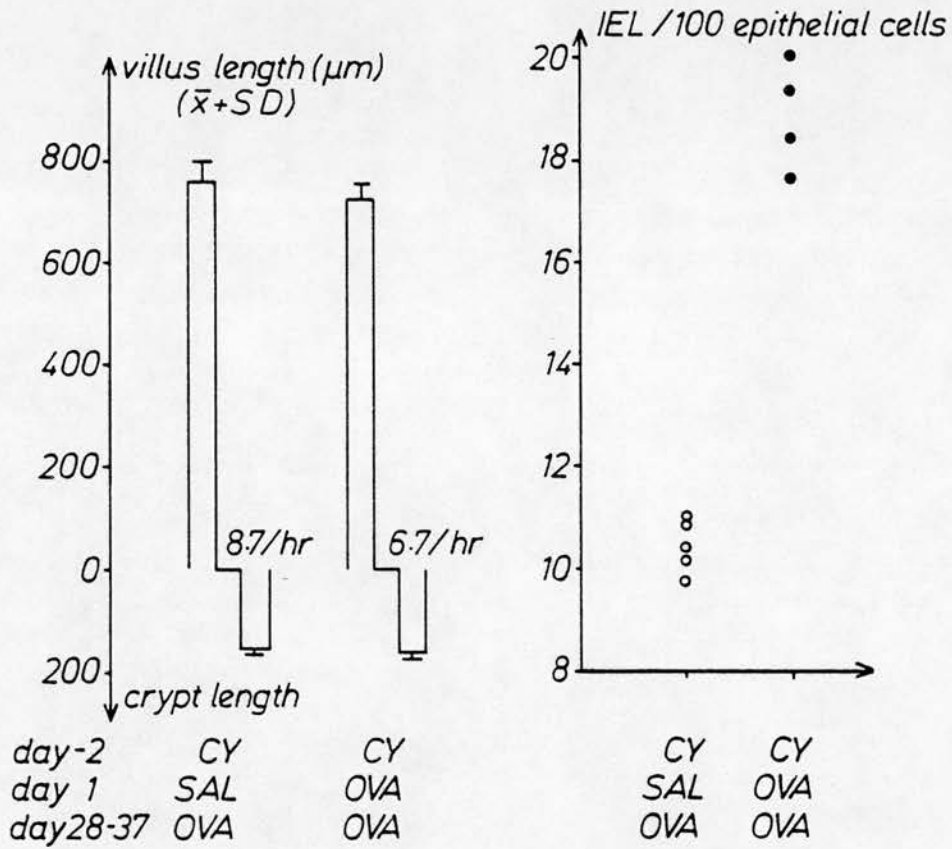 villus length (µm)
(x̄+SD)
800
600
400
200
0
200
crypt length
8.7/hr
6.7/hr
day-2 CY CY
day 1 SAL OVA
day28-37 OVA OVA
IEL/100 epithelial cells
20
18
16
14
12
10
8
CY CY
SAL OVA
OVA OVA